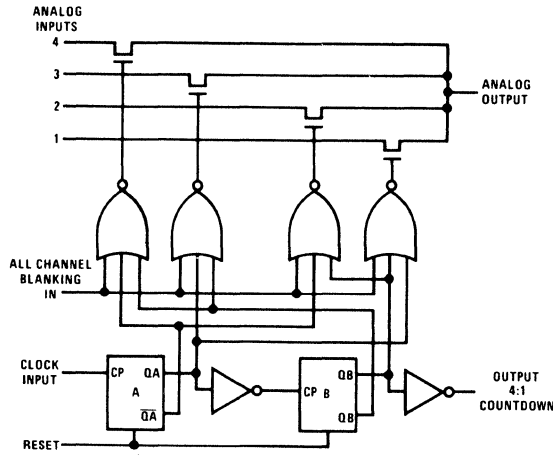 ANALOG
INPUTS
4
3
2
1
ANALOG
OUTPUT
ALL CHANNEL
BLANKING
IN
CLOCK
INPUT
CP QA
A
QA
CP B
QB
QB
OUTPUT
4:1
COUNTDOWN
RESET